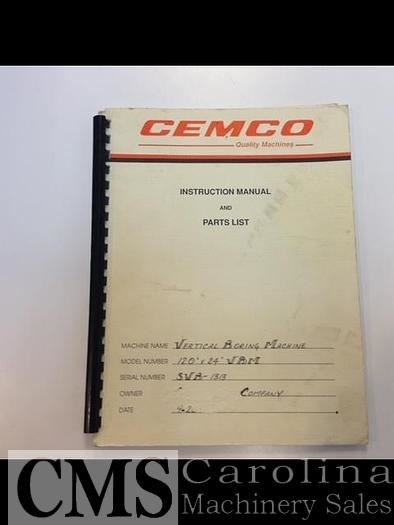 CEMCO
Quality Machines
INSTRUCTION MANUAL
AND
PARTS LIST
MACHINE NAME VERTICAL BORING MACHINE
MODEL NUMBER 120" x 24" VBM
SERIAL NUMBER SVB-1313
OWNER COMPANY
DATE
CMS Carolina
Machinery Sales